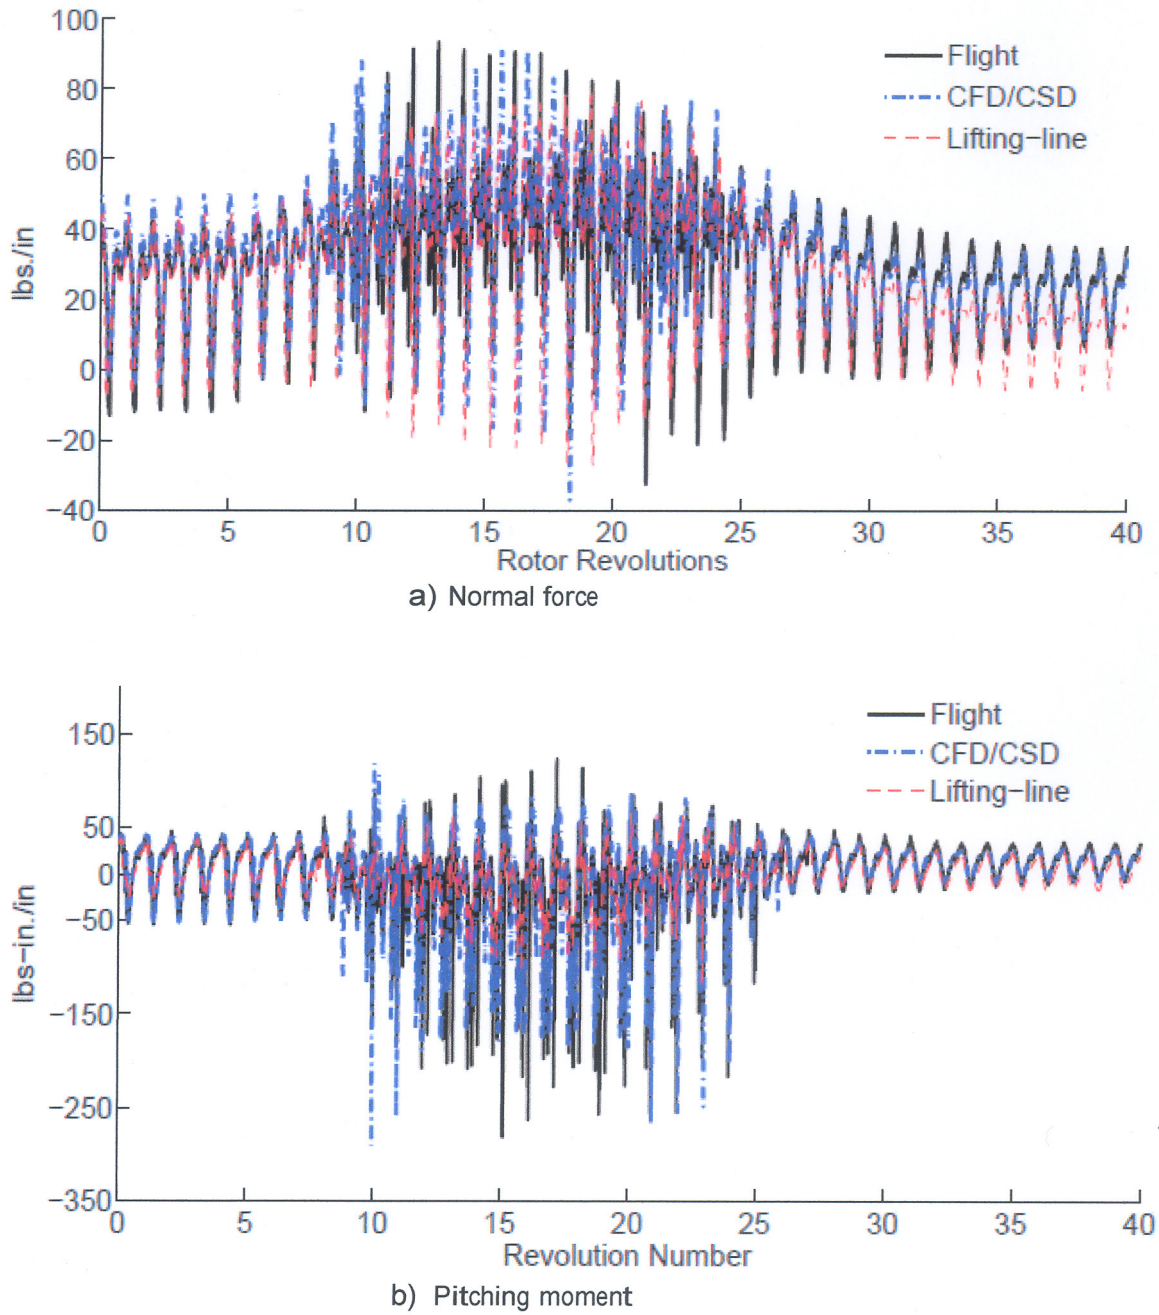 100
80
60
40
20
0
−20
−40
lbs./in
Flight
CFD/CSD
Lifting−line
0 5 10 15 20 25 30 35 40
Rotor Revolutions
a) Normal force
150
50
0
−50
−150
−250
−350
lbs−in./in
Flight
CFD/CSD
Lifting−line
0 5 10 15 20 25 30 35 40
Revolution Number
b) Pitching moment